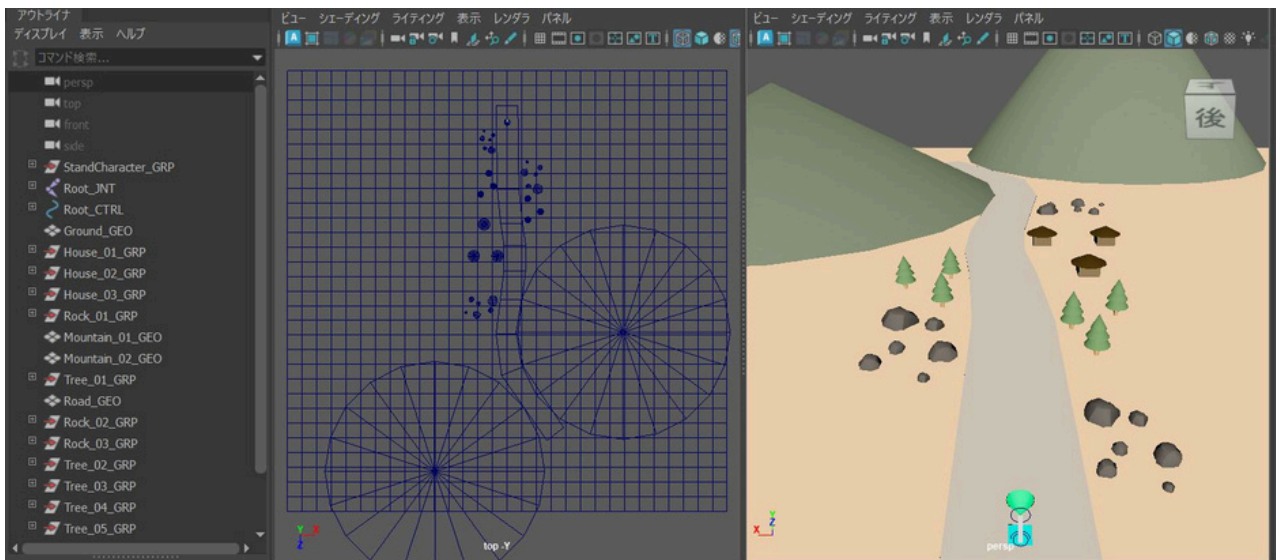 アウトライナ
ディスプレイ 表示 ヘルプ
コマンド検索...
persp
top
front
side
StandCharacter_GRP
Root_JNT
Root_CTRL
Ground_GEO
House_01_GRP
House_02_GRP
House_03_GRP
Rock_01_GRP
Mountain_01_GEO
Mountain_02_GEO
Tree_01_GRP
Road_GEO
Rock_02_GRP
Rock_03_GRP
Tree_02_GRP
Tree_03_GRP
Tree_04_GRP
Tree_05_GRP
ビュー シェーディング ライティング 表示 レンダラ パネル
top -Y
ビュー シェーディング ライティング 表示 レンダラ パネル
後
persp